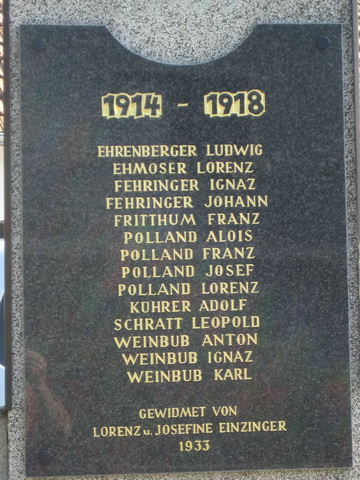 1914 - 1918
EHRENBERGER LUDWIG
EHMOSER LORENZ
FEHRINGER IGNAZ
FEHRINGER JOHANN
FRITTHUM FRANZ
POLLAND ALOIS
POLLAND FRANZ
POLLAND JOSEF
POLLAND LORENZ
KÜHRER ADOLF
SCHRATT LEOPOLD
WEINBUB ANTON
WEINBUB IGNAZ
WEINBUB KARL
GEWIDMET VON
LORENZ u. JOSEFINE EINZINGER
1933